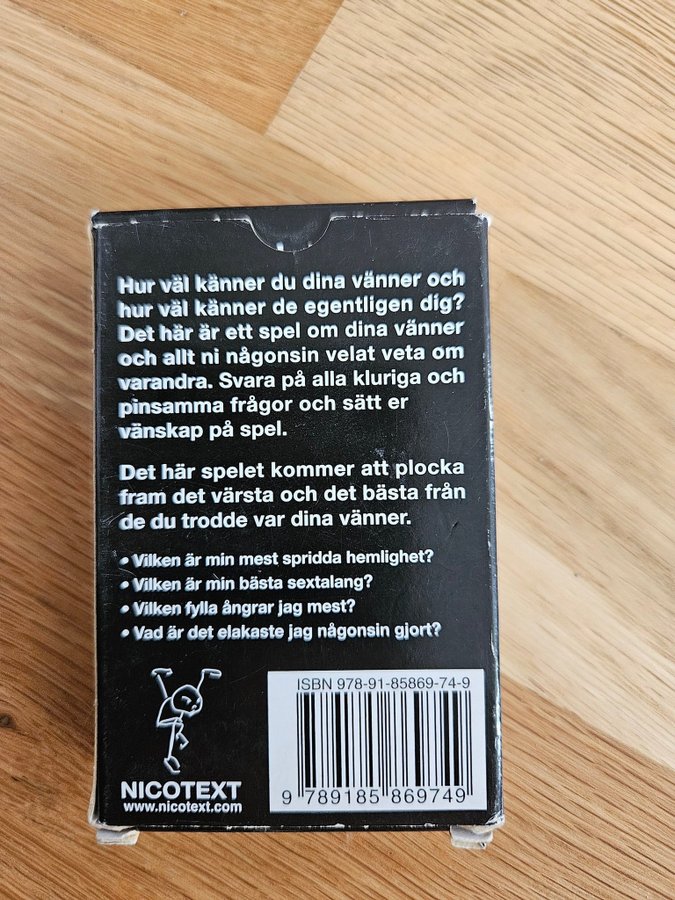 Hur väl känner du dina vänner och
hur väl känner de egentligen dig?
Det här är ett spel om dina vänner
och allt ni någonsin velat veta om
varandra. Svara på alla kluriga och
pinsamma frågor och sätt er
vänskap på spel.
Det här spelet kommer att plocka
fram det värsta och det bästa från
de du trodde var dina vänner.
• Vilken är min mest spridda hemlighet?
• Vilken är min bästa sextalang?
• Vilken fylla ångrar jag mest?
• Vad är det elakaste jag någonsin gjort?
ISBN 978-91-85869-74-9
9 789185 869749
NICOTEXT
www.nicotext.com